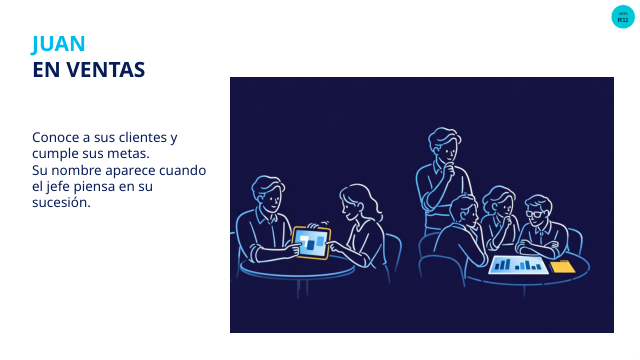 JUAN
EN VENTAS
Conoce a sus clientes y
cumple sus metas.
Su nombre aparece cuando
el jefe piensa en su
sucesión.
R11